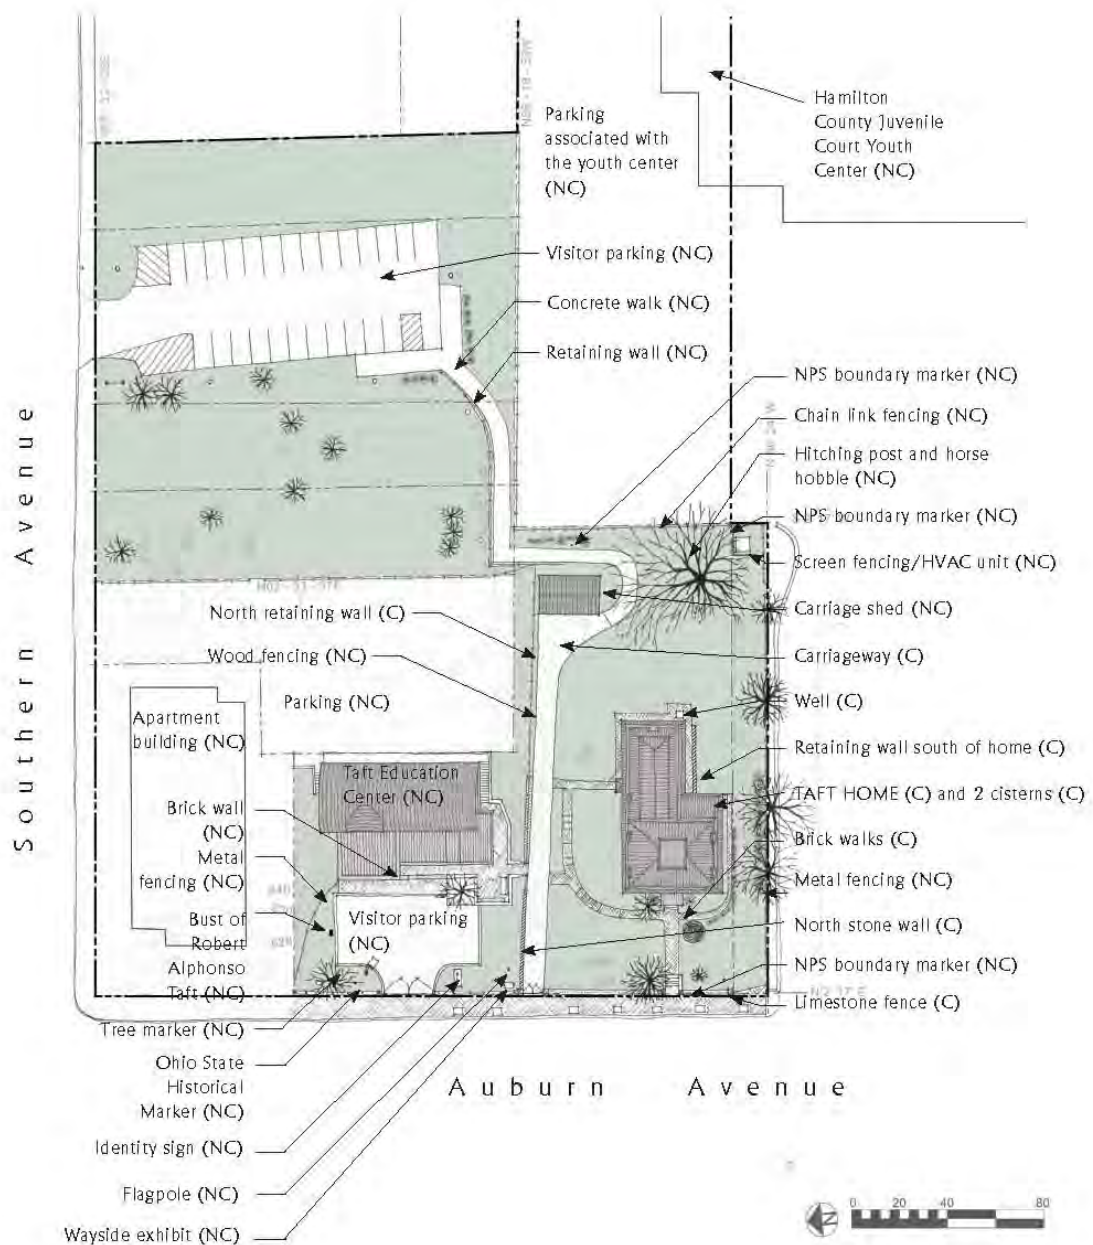 Parking
associated with
the youth center
(NC)
Hamilton
County Juvenile
Court Youth
Center (NC)
Visitor parking (NC)
Concrete walk (NC)
Retaining wall (NC)
NPS boundary marker (NC)
Chain link fencing (NC)
Hitching post and horse
hobble (NC)
NPS boundary marker (NC)
Screen fencing/HVAC unit (NC)
Carriage shed (NC)
Carriageway (C)
Well (C)
Retaining wall south of home (C)
TAFT HOME (C) and 2 cisterns (C)
Brick walks (C)
Metal fencing (NC)
North stone wall (C)
NPS boundary marker (NC)
Limestone fence (C)
Southern Avenue
North retaining wall (C)
Wood fencing (NC)
Parking (NC)
Apartment
building (NC)
Taft Education
Center (NC)
Brick wall
(NC)
Metal
fencing (NC)
Bust of
Robert
Alphonso
Taft (NC)
Visitor parking
(NC)
Tree marker (NC)
Ohio State
Historical
Marker (NC)
Identity sign (NC)
Flagpole (NC)
Wayside exhibit (NC)
Auburn Avenue
N
0 20 40 80